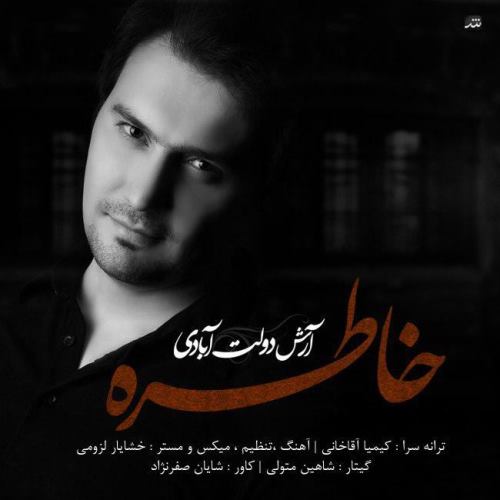 آرش دولت آبادی
خاطره
ترانه سرا : کیمیا آقاخانی | آهنگ ،تنظیم ، میکس و مستر : خشایار لزومی
گیتار : شاهین متولی | کاور : شایان صفرنژاد